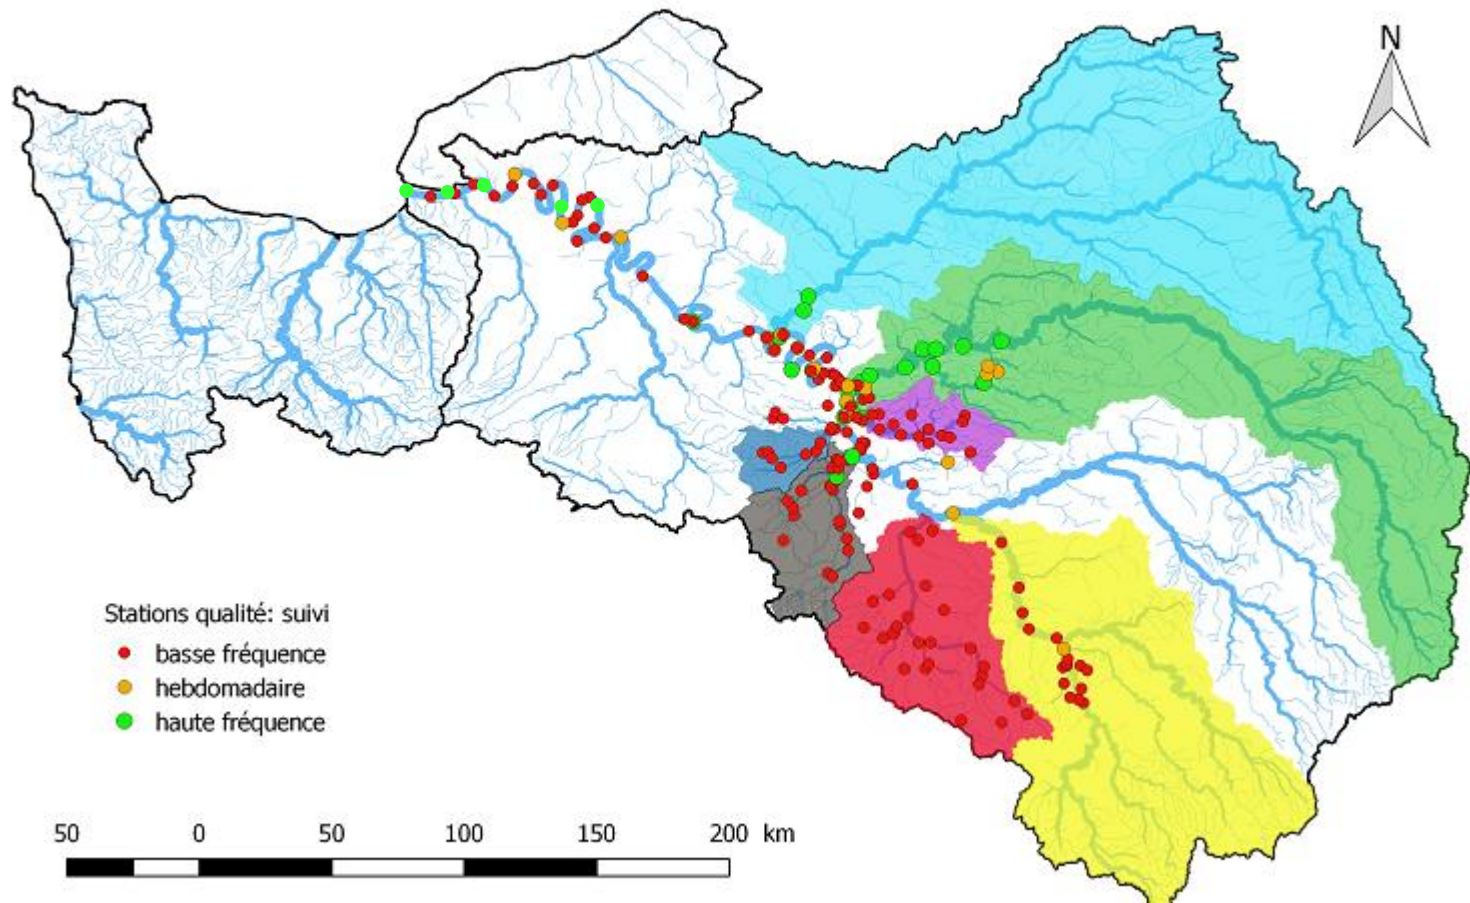 N
Stations qualité: suivi
basse fréquence
hebdomadaire
haute fréquence
50 0 50 100 150 200 km